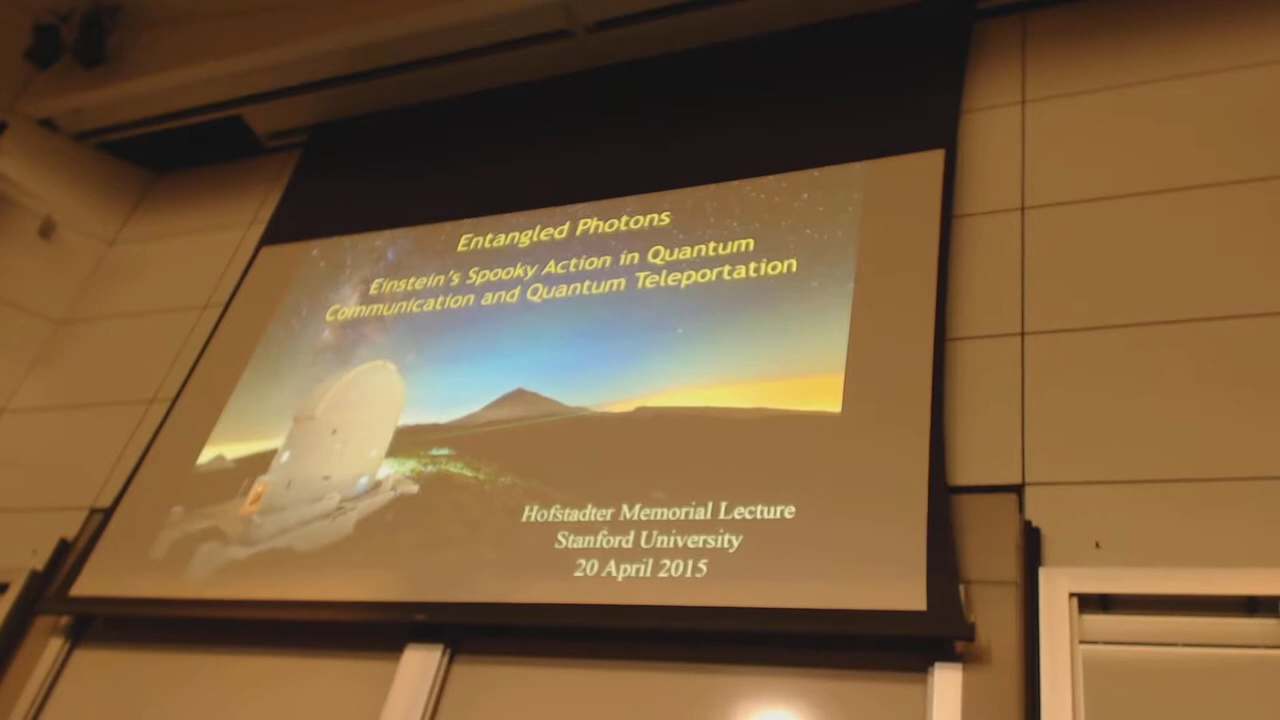 Entangled Photons
Einstein's Spooky Action in Quantum
Communication and Quantum Teleportation
Hofstadter Memorial Lecture
Stanford University
20 April 2015